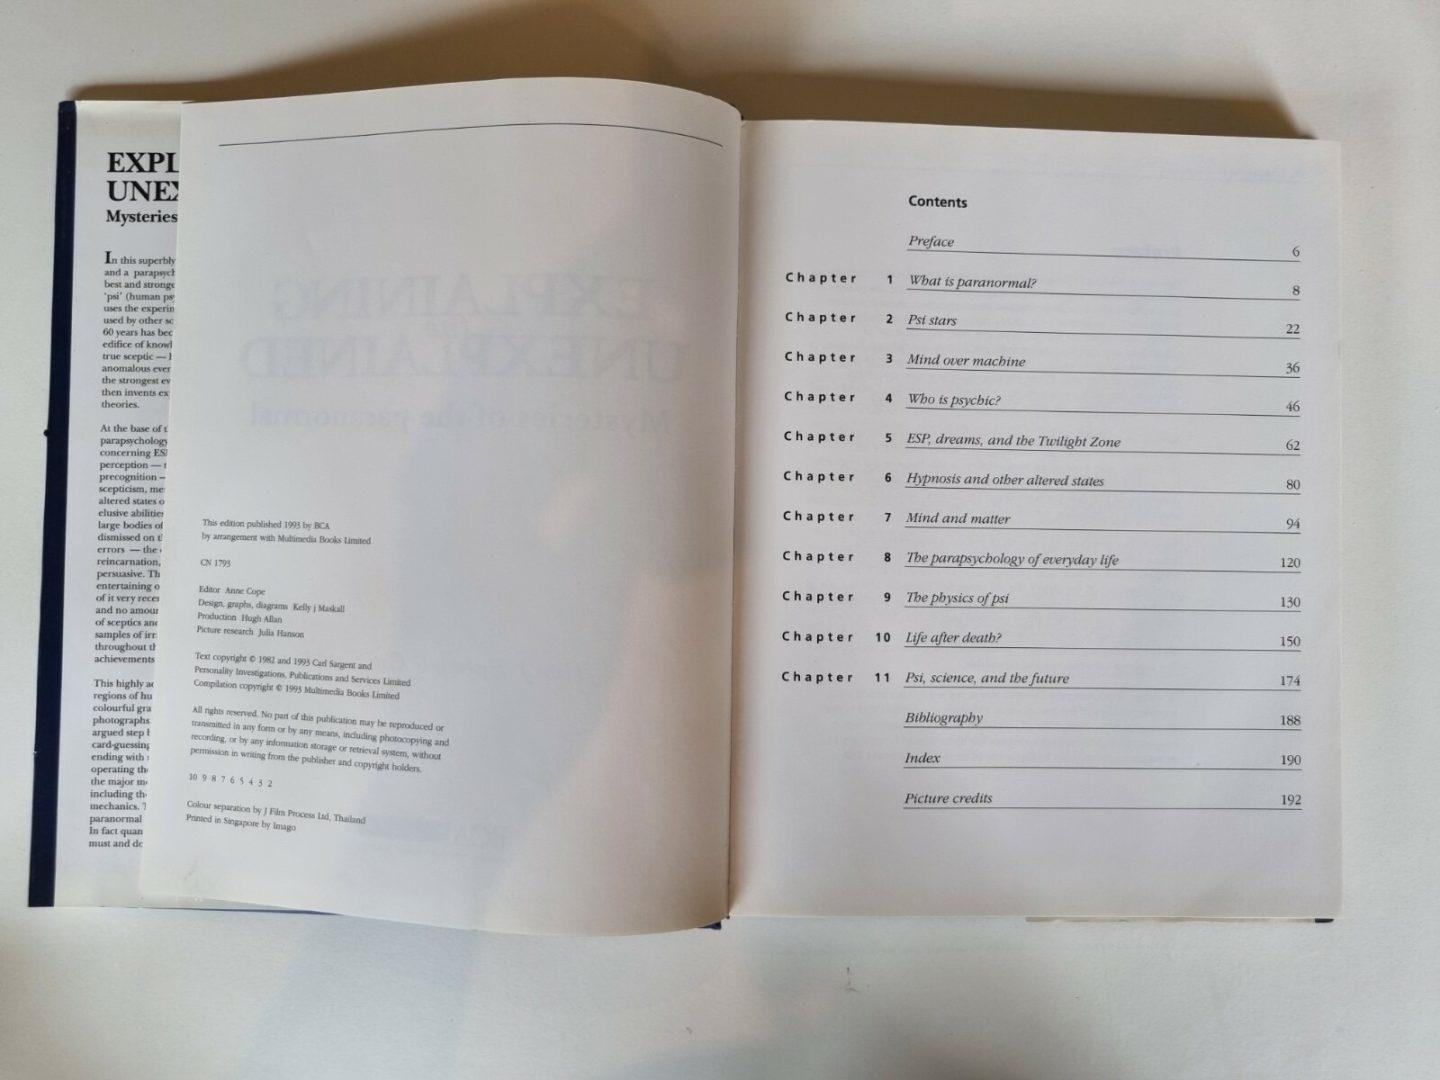 EXPL
UNEX
Mysteries
In this superbly
and a parapsych
best and stronge
'psi' (human psy
uses the experim
used by other sc
60 years has bec
edifice of knowl
true sceptic —
anomalous ever
the strongest ev
then invents ex
theories.
At the base of t
parapsychology
concerning ES
perception —
precognition —
scepticism, me
altered states o
elusive abilitie
large bodies of
dismissed on t
errors — the
reincarnation,
persuasive. Th
entertaining o
of it very rece
and no amour
of sceptics and
samples of irr
throughout th
achievements
This highly ac
regions of hu
colourful gra
photographs
argued step b
card-guessing
ending with
operating the
the major m
including th
mechanics. T
paranormal
In fact quan
must and do
EXPLAINING
UNEXPLAINED
Mysteries of the paranormal
This edition published 1993 by BCA
by arrangement with Multimedia Books Limited
CN 1793
Editor Anne Cope
Design, graphs, diagrams Kelly j Maskall
Production Hugh Allan
Picture research Julia Hanson
Text copyright © 1982 and 1993 Carl Sargent and
Personality Investigations, Publications and Services Limited
Compilation copyright © 1993 Multimedia Books Limited
All rights reserved. No part of this publication may be reproduced or
transmitted in any form or by any means, including photocopying and
recording, or by any information storage or retrieval system, without
permission in writing from the publisher and copyright holders.
10 9 8 7 6 5 4 3 2
Colour separation by J Film Process Ltd, Thailand
Printed in Singapore by Imago
Contents
Preface 6
Chapter 1 What is paranormal? 8
Chapter 2 Psi stars 22
Chapter 3 Mind over machine 36
Chapter 4 Who is psychic? 46
Chapter 5 ESP, dreams, and the Twilight Zone 62
Chapter 6 Hypnosis and other altered states 80
Chapter 7 Mind and matter 94
Chapter 8 The parapsychology of everyday life 120
Chapter 9 The physics of psi 130
Chapter 10 Life after death? 150
Chapter 11 Psi, science, and the future 174
Bibliography 188
Index 190
Picture credits 192